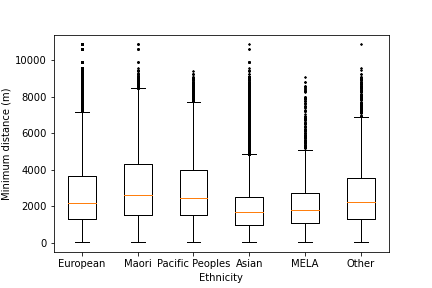 10000
8000
6000
4000
2000
0
Minimum distance (m)
European Maori Pacific Peoples Asian MELA Other
Ethnicity